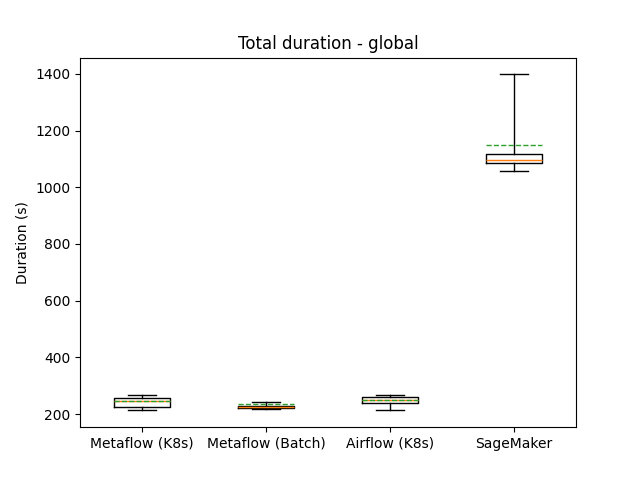 Total duration - global
Duration (s)
1400
1200
1000
800
600
400
200
Metaflow (K8s)
Metaflow (Batch)
Airflow (K8s)
SageMaker